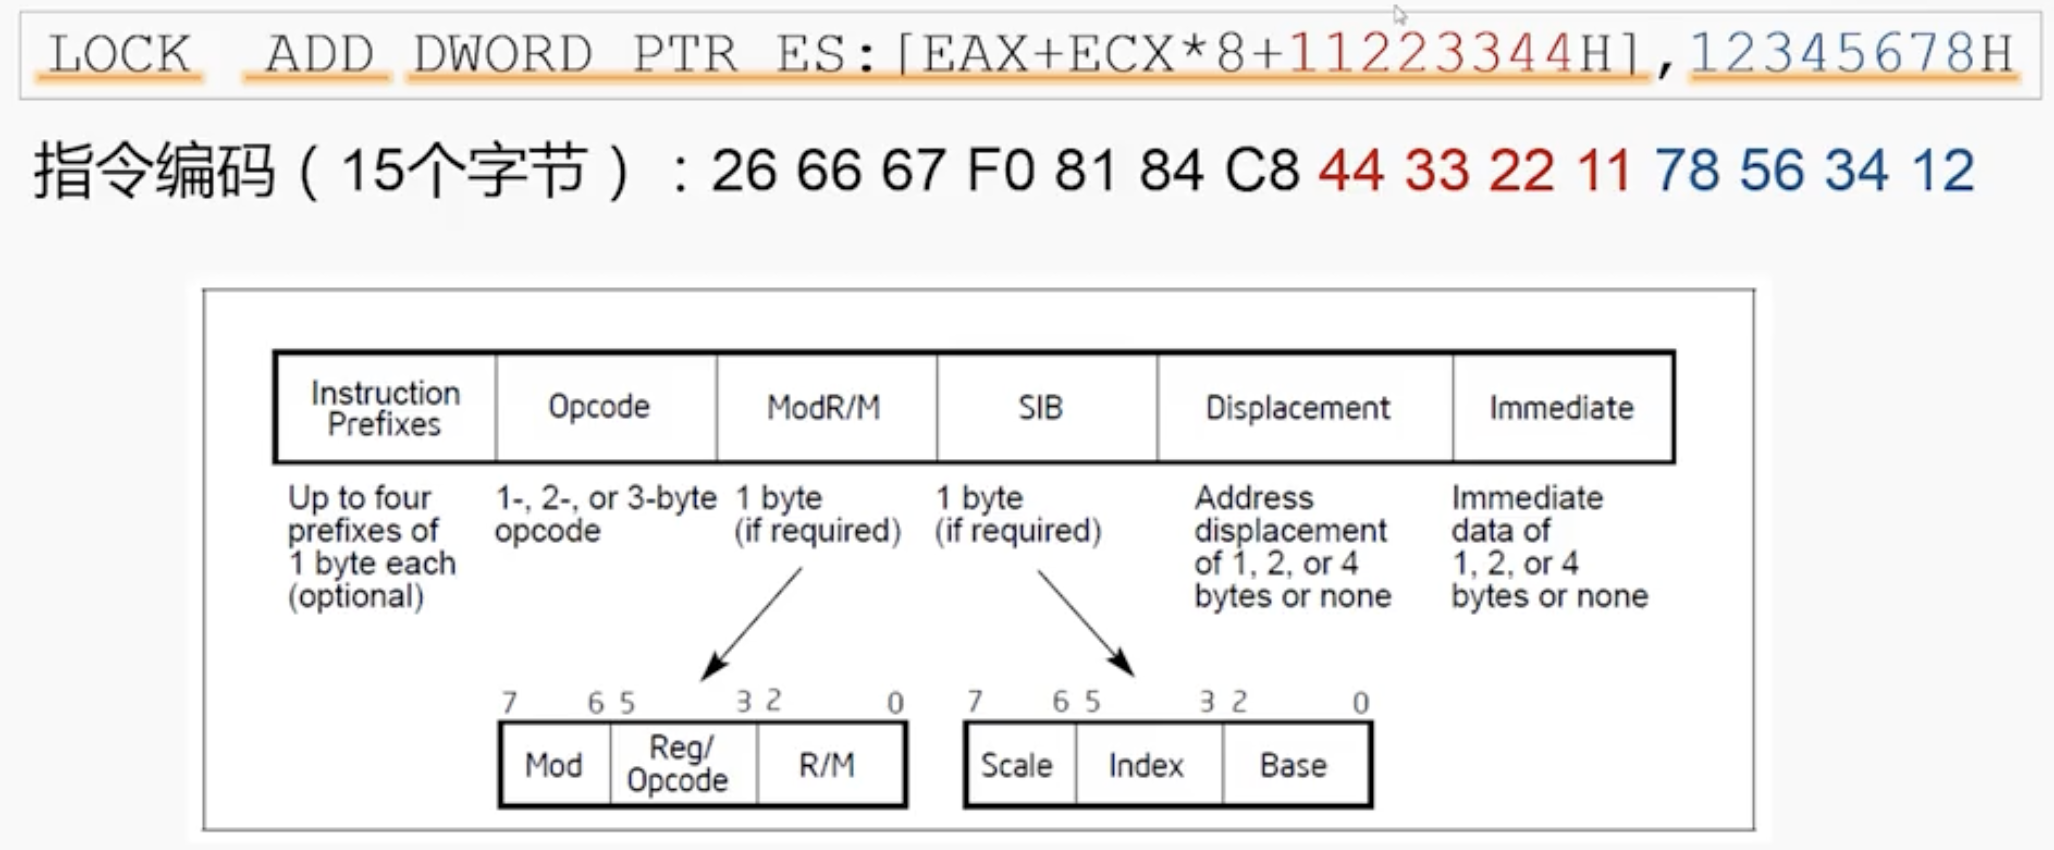 LOCK ADD DWORD PTR ES:[EAX+ECX*8+11223344H],12345678H
指令编码（15个字节）：26 66 67 F0 81 84 C8 44 33 22 11 78 56 34 12
Instruction Prefixes
Opcode
ModR/M
SIB
Displacement
Immediate
Up to four
prefixes of
1 byte each
(optional)
1-, 2-, or 3-byte
opcode
1 byte
(if required)
1 byte
(if required)
Address
displacement
of 1, 2, or 4
bytes or none
Immediate
data of
1, 2, or 4
bytes or none
7 6 5 3 2 0
Mod
Reg/
Opcode
R/M
7 6 5 3 2 0
Scale
Index
Base